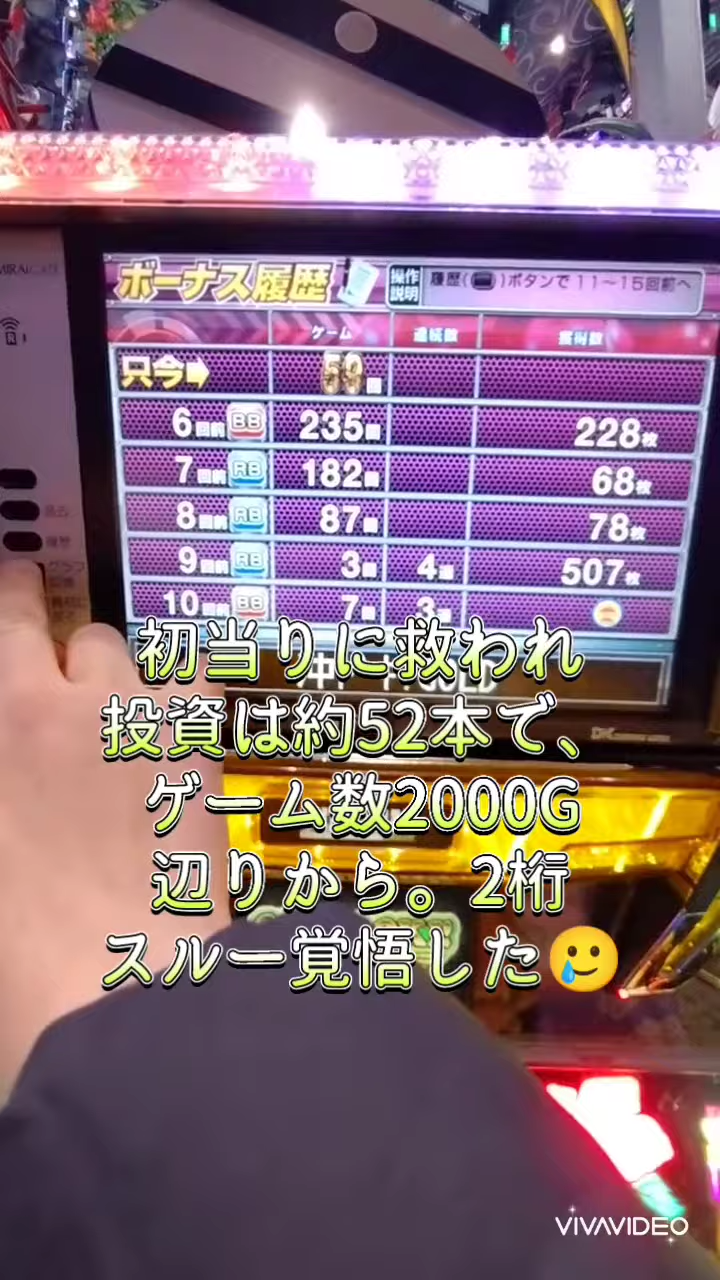 ボーナス履歴
操作説明
履歴( )ボタンで11～15回前へ
ゲーム 連続数 獲得数
只今 59回
6回前 BB 235回 228枚
7回前 RB 182回 68枚
8回前 RB 87回 78枚
9回前 RB 3回 4連 507枚
10回前 BB 7回 3連
初当りに救われ
投資は約52本で、
ゲーム数2000G
辺りから。2桁
スルー覚悟した🥲
VIVAVIDEO